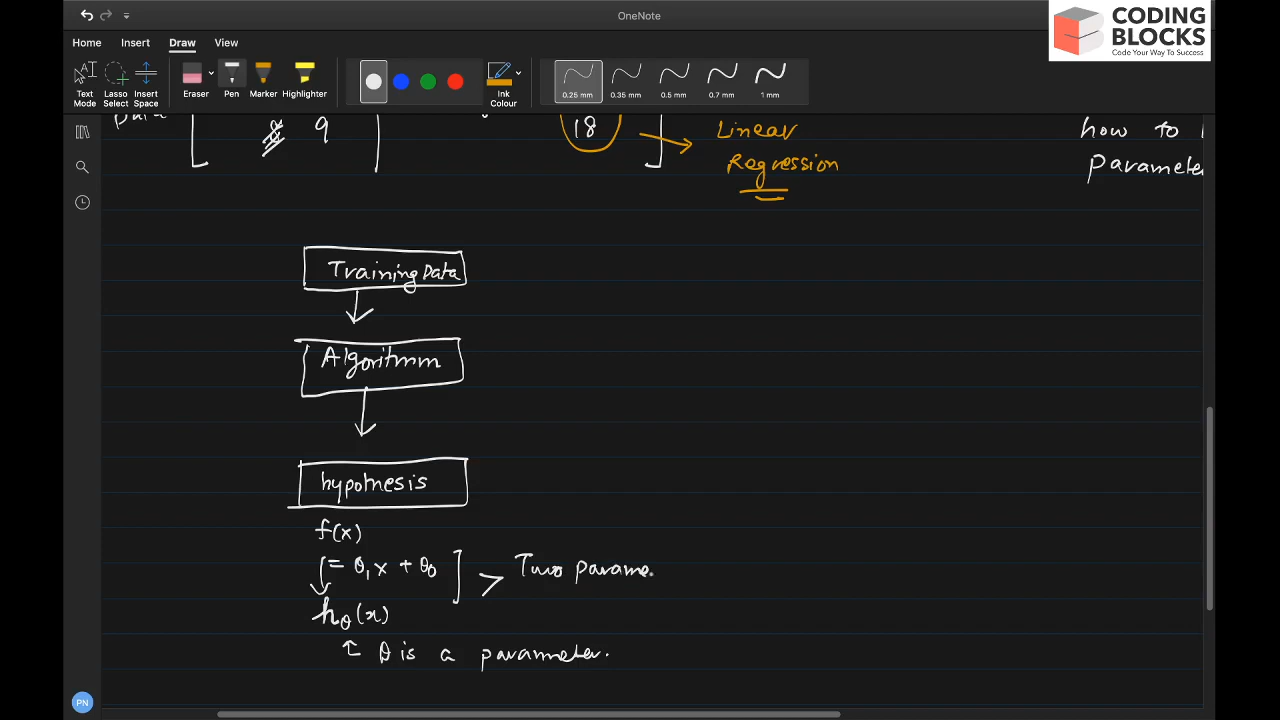 OneNote
CODING
BLOCKS
Code Your Way To Success
Home Insert Draw View
Text Mode
Lasso Select
Insert Space
Eraser
Pen
Marker
Highlighter
Ink Colour
0.25 mm
0.35 mm
0.5 mm
0.7 mm
1 mm
9
18
Linear
Regression
how to
Parameter
Training Data
Algorithm
hypothesis
f(x)
= θ₁x + θ₀
Two parame
hθ(x)
θ is a parameter.
PN